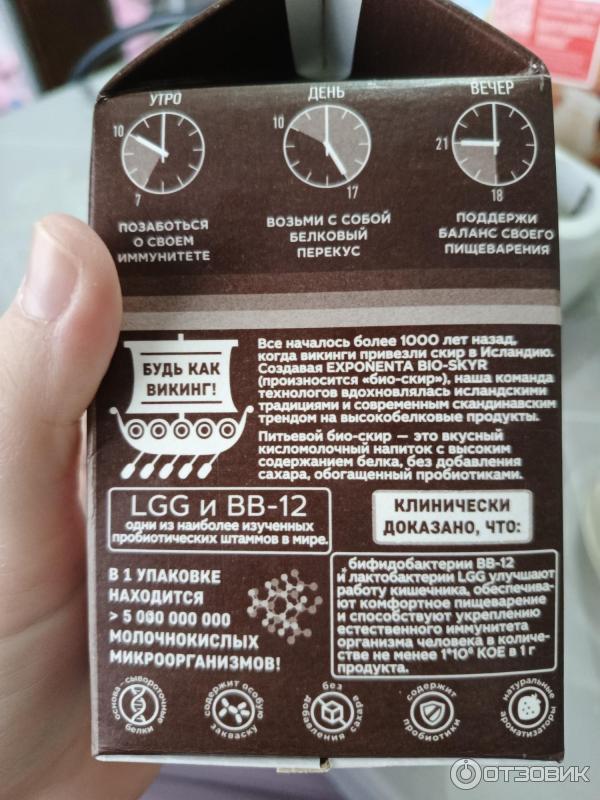 УТРО ДЕНЬ ВЕЧЕР
10 10 21
7 17 18
ПОЗАБОТЬСЯ
О СВОЕМ
ИММУНИТЕТЕ
ВОЗЬМИ С СОБОЙ
БЕЛКОВЫЙ
ПЕРЕКУС
ПОДДЕРЖИ
БАЛАНС СВОЕГО
ПИЩЕВАРЕНИЯ
БУДЬ КАК
ВИКИНГ!
Все началось более 1000 лет назад,
когда викинги привезли скир в Исландию.
Создавая EXPONENTA BIO-SKYR
(произносится «био-скир»), наша команда
технологов вдохновлялась исландскими
традициями и современным скандинавским
трендом на высокобелковые продукты.
Питьевой био-скир — это вкусный
кисломолочный напиток с высоким
содержанием белка, без добавления
сахара, обогащенный пробиотиками.
LGG и BB-12
одни из наиболее изученных
пробиотических штаммов в мире.
КЛИНИЧЕСКИ
ДОКАЗАНО, ЧТО:
В 1 УПАКОВКЕ
НАХОДИТСЯ
> 5 000 000 000
МОЛОЧНОКИСЛЫХ
МИКРООРГАНИЗМОВ!
бифидобактерии BB-12
и лактобактерии LGG улучшают
работу кишечника, обеспечива-
ют комфортное пищеварение
и способствуют укреплению
естественного иммунитета
организма человека в количе-
стве не менее 1*10⁶ КОЕ в 1 г
продукта.
основа - сывороточные белки
содержит особую закваску
без добавления сахара
содержит пробиотики
натуральные ароматизаторы
ОТЗОВИК